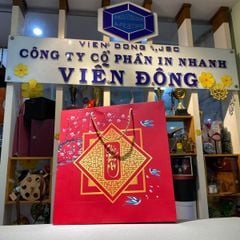 VIEN DONG I.,JSC
CÔNG TY CỔ PHẦN IN NHANH
VIỄN ĐÔNG